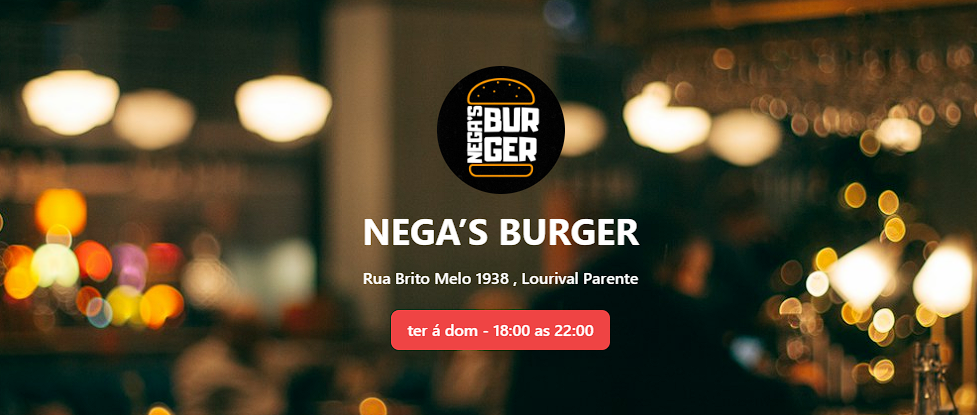 NEGA'S
BUR
GER
NEGA’S BURGER
Rua Brito Melo 1938 , Lourival Parente
ter á dom - 18:00 as 22:00